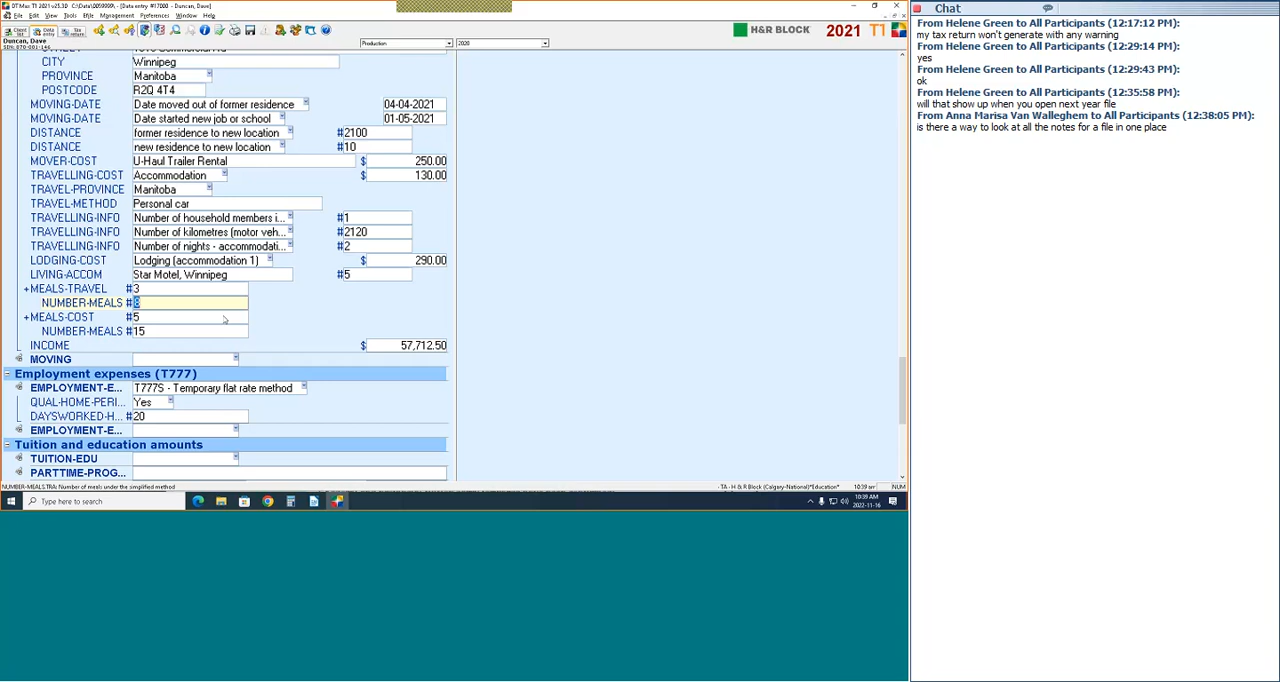 DT Max T1 2021 v25.3D C:\Data\0059999\ - [Data entry #17000 - Duncan, Dave]
File Edit View Tools Efile Management Preferences Window Help
Client list Data entry Tax return Production 2020 H&R BLOCK 2021 T1
Duncan, Dave
CITY Winnipeg
PROVINCE Manitoba
POSTCODE R2Q 4T4
MOVING-DATE Date moved out of former residence 04-04-2021
MOVING-DATE Date started new job or school 01-05-2021
DISTANCE former residence to new location #2100
DISTANCE new residence to new location #10
MOVER-COST U-Haul Trailer Rental $ 250.00
TRAVELLING-COST Accommodation $ 130.00
TRAVEL-PROVINCE Manitoba
TRAVEL-METHOD Personal car
TRAVELLING-INFO Number of household members i... #1
TRAVELLING-INFO Number of kilometres (motor veh... #2120
TRAVELLING-INFO Number of nights - accommodati... #2
LODGING-COST Lodging (accommodation 1) $ 290.00
LIVING-ACCOM Star Motel, Winnipeg #5
+MEALS-TRAVEL #3
NUMBER-MEALS #8
+MEALS-COST #5
NUMBER-MEALS #15
INCOME $ 57,712.50
MOVING
Employment expenses (T777)
EMPLOYMENT-E... T777S - Temporary flat rate method
QUAL-HOME-PERI... Yes
DAYSWORKED-H... #20
EMPLOYMENT-E...
Tuition and education amounts
TUITION-EDU
PARTTIME-PROG...
NUMBER-MEALS.TRA: Number of meals under the simplified method - TA - H & R Block (Calgary-National)*Education* 10:39 am NUM
Type here to search 10:39 AM
2022-11-16
Chat
From Helene Green to All Participants (12:17:12 PM):
my tax return won't generate with any warning
From Helene Green to All Participants (12:29:14 PM):
yes
From Helene Green to All Participants (12:29:43 PM):
ok
From Helene Green to All Participants (12:35:58 PM):
will that show up when you open next year file
From Anna Marisa Van Walleghem to All Participants (12:38:05 PM):
is there a way to look at all the notes for a file in one place